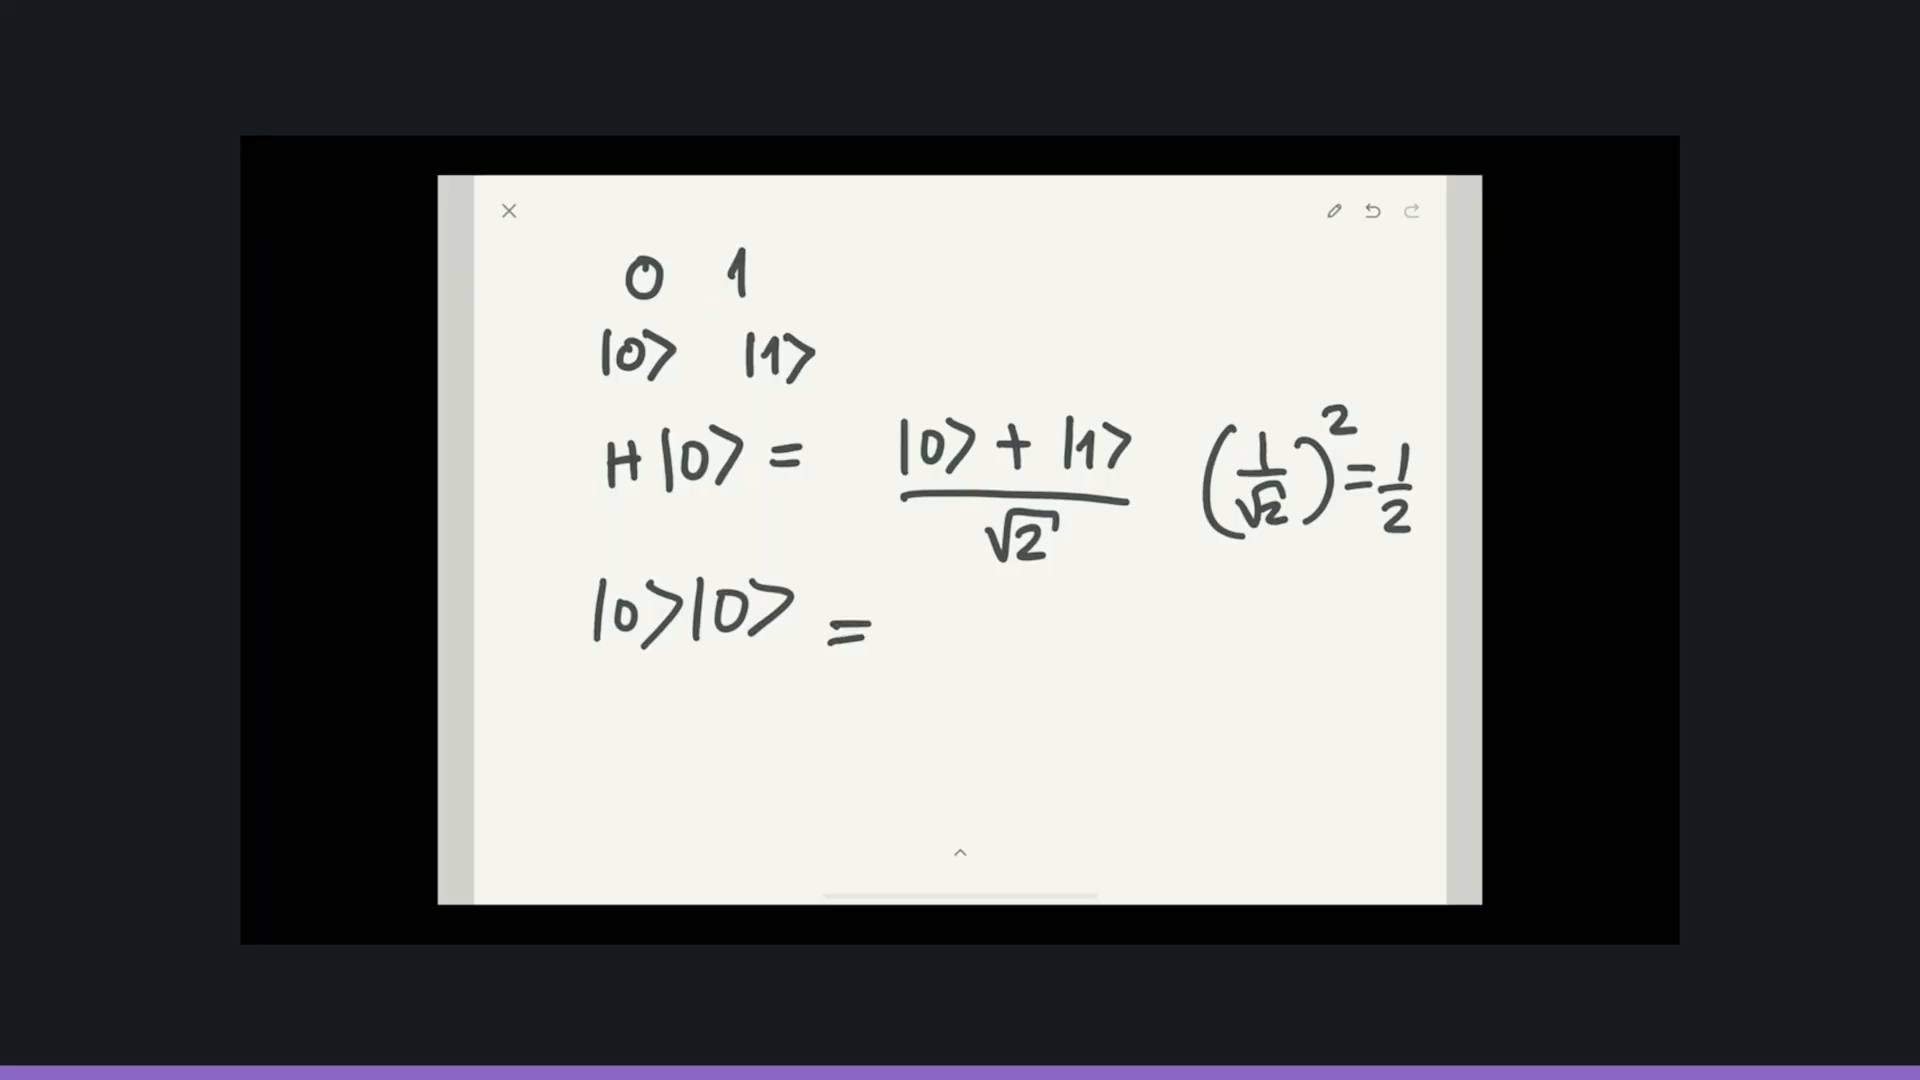 0 1
|0> |1>
H|0> = |0> + |1> / √2 (1/√2)² = 1/2
|0>|0> =